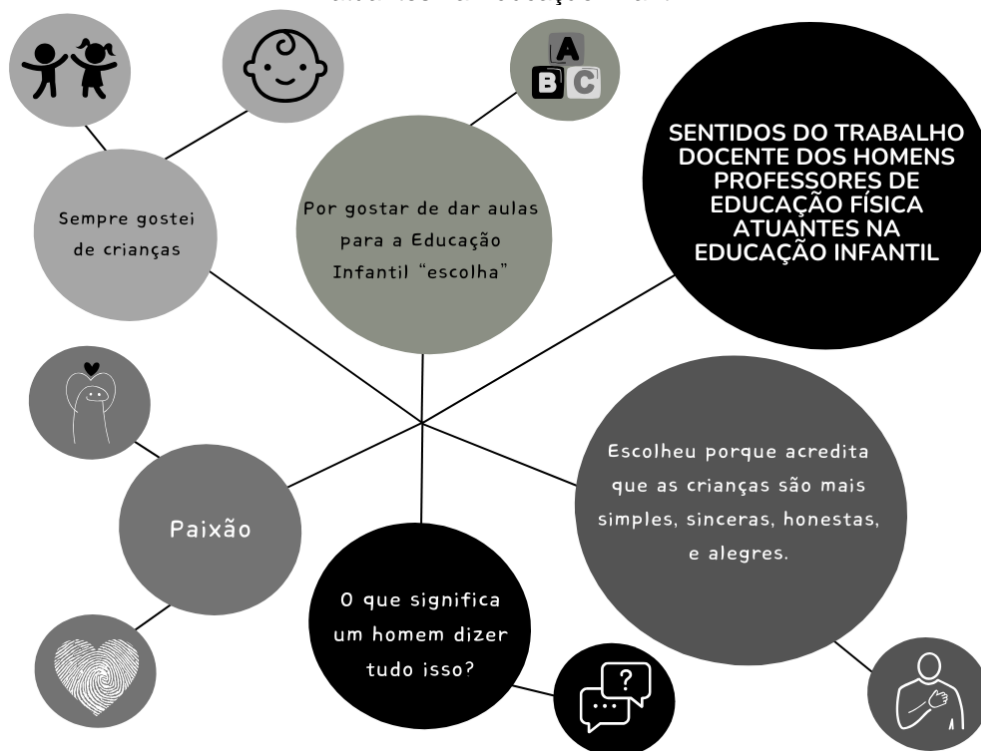 A
B C
Sempre gostei
de crianças
Por gostar de dar aulas
para a Educação
Infantil “escolha”
SENTIDOS DO TRABALHO
DOCENTE DOS HOMENS
PROFESSORES DE
EDUCAÇÃO FÍSICA
ATUANTES NA
EDUCAÇÃO INFANTIL
Paixão
Escolheu porque acredita
que as crianças são mais
simples, sinceras, honestas,
e alegres.
O que significa
um homem dizer
tudo isso?
?